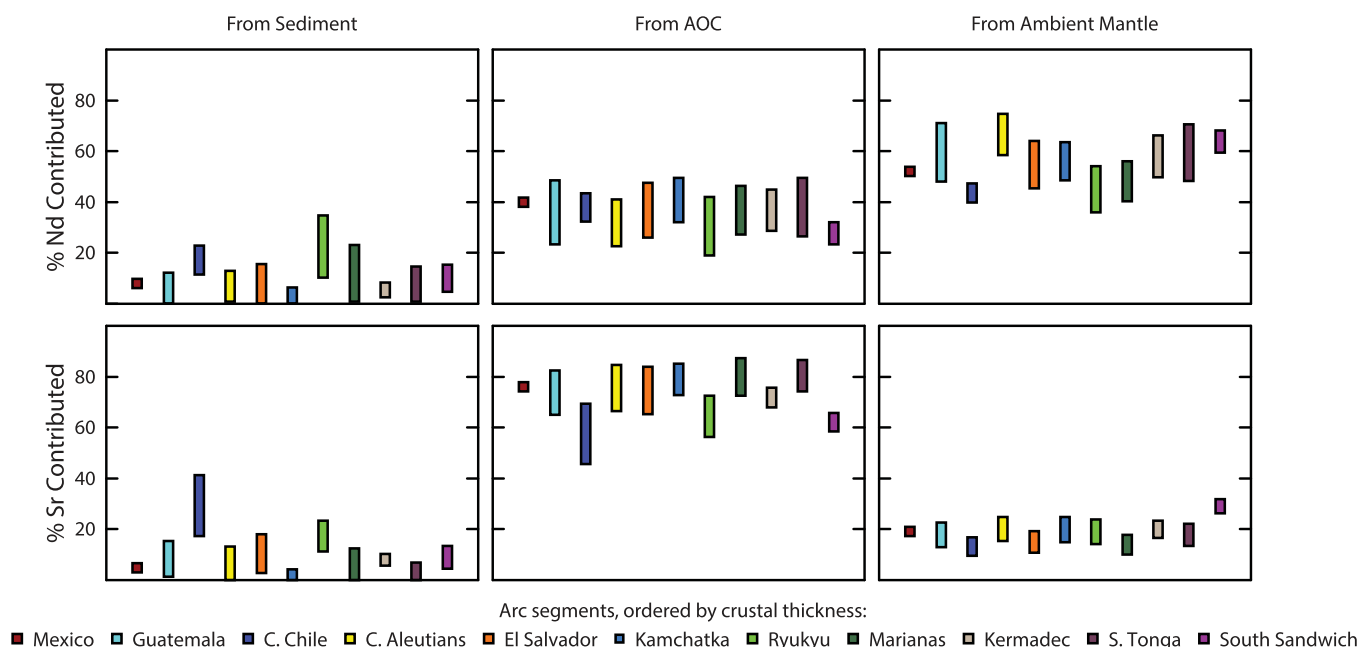 From Sediment From AOC From Ambient Mantle
% Nd Contributed
80
60
40
20
% Sr Contributed
80
60
40
20
Arc segments, ordered by crustal thickness:
Mexico Guatemala C. Chile C. Aleutians El Salvador Kamchatka Ryukyu Marianas Kermadec S. Tonga South Sandwich